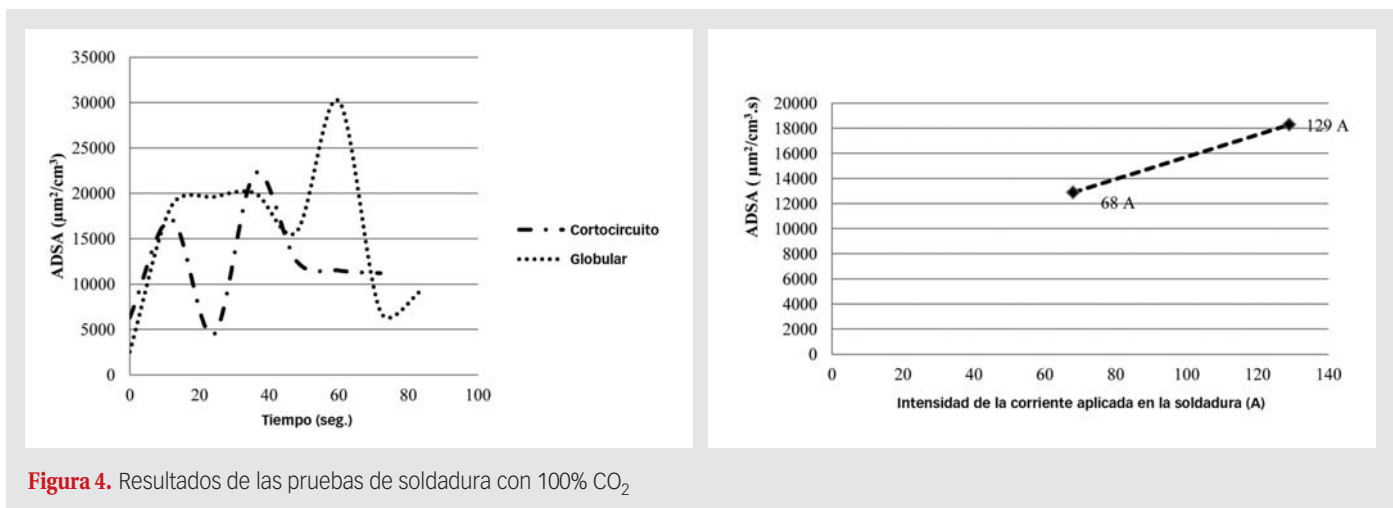 35000
30000
25000
20000
15000
10000
5000
0
ADSA (µm²/cm³)
0 20 40 60 80 100
Tiempo (seg.)
Cortocircuito
Globular
20000
18000
16000
14000
12000
10000
8000
6000
4000
2000
0
ADSA ( µm²/cm³.s)
129 A
68 A
0 20 40 60 80 100 120 140
Intensidad de la corriente aplicada en la soldadura (A)
Figura 4. Resultados de las pruebas de soldadura con 100% CO₂